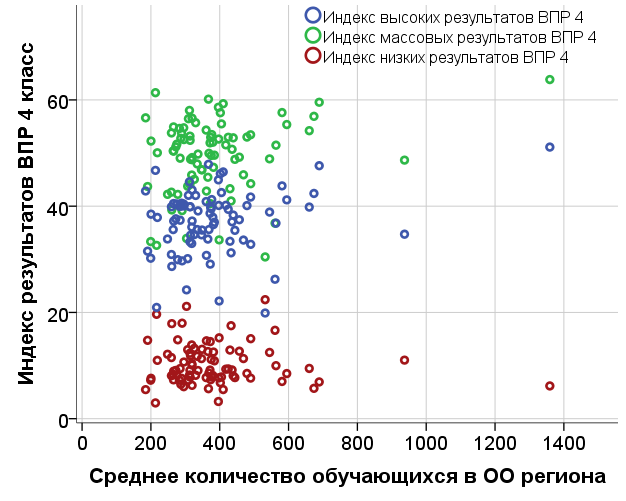 Индекс высоких результатов ВПР 4
Индекс массовых результатов ВПР 4
Индекс низких результатов ВПР 4
Индекс результатов ВПР 4 класс
60
40
20
0
0 200 400 600 800 1000 1200 1400
Среднее количество обучающихся в ОО региона